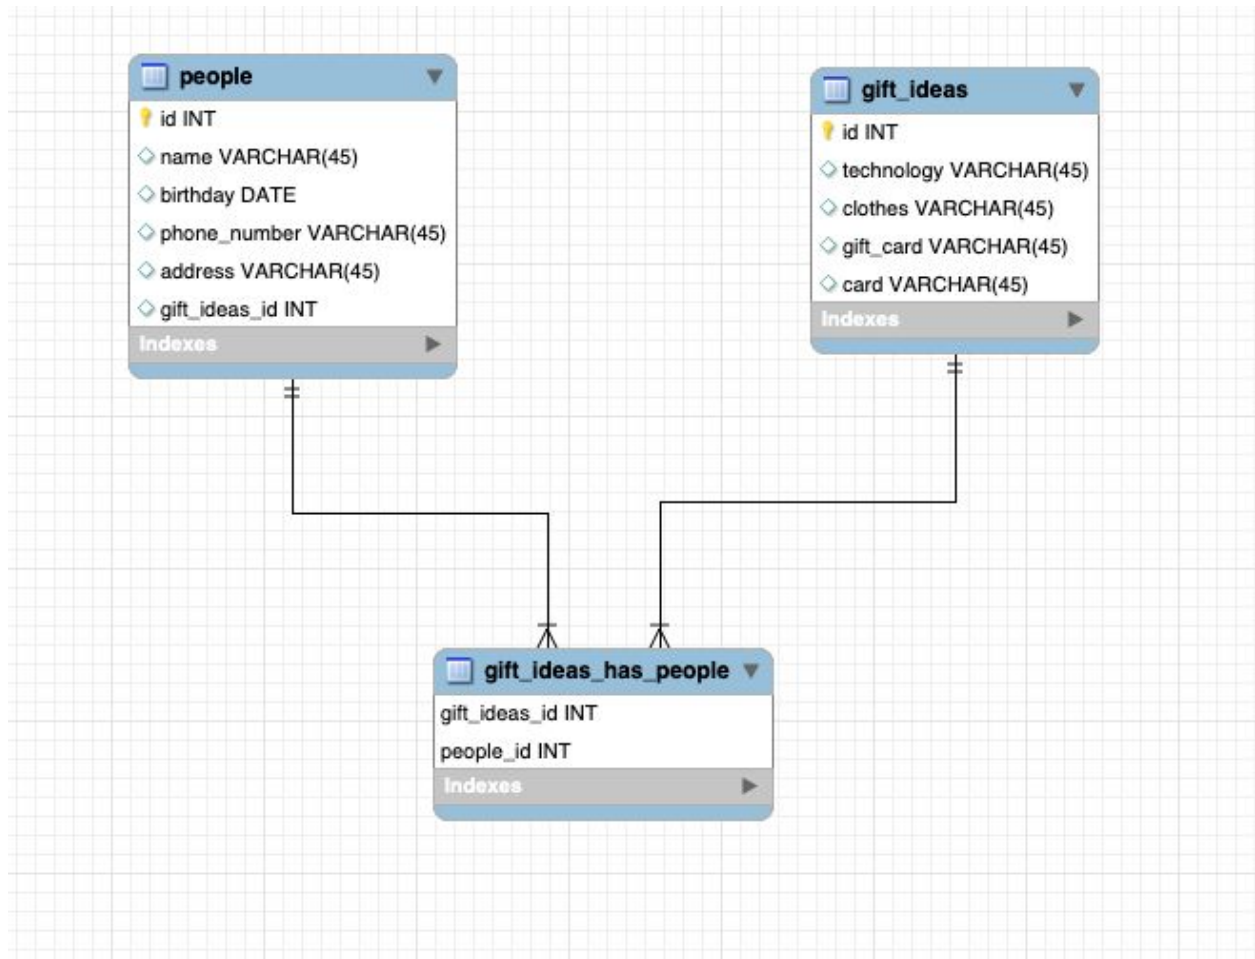 people
id INT
name VARCHAR(45)
birthday DATE
phone_number VARCHAR(45)
address VARCHAR(45)
gift_ideas_id INT
Indexes
gift_ideas
id INT
technology VARCHAR(45)
clothes VARCHAR(45)
gift_card VARCHAR(45)
card VARCHAR(45)
Indexes
gift_ideas_has_people
gift_ideas_id INT
people_id INT
Indexes